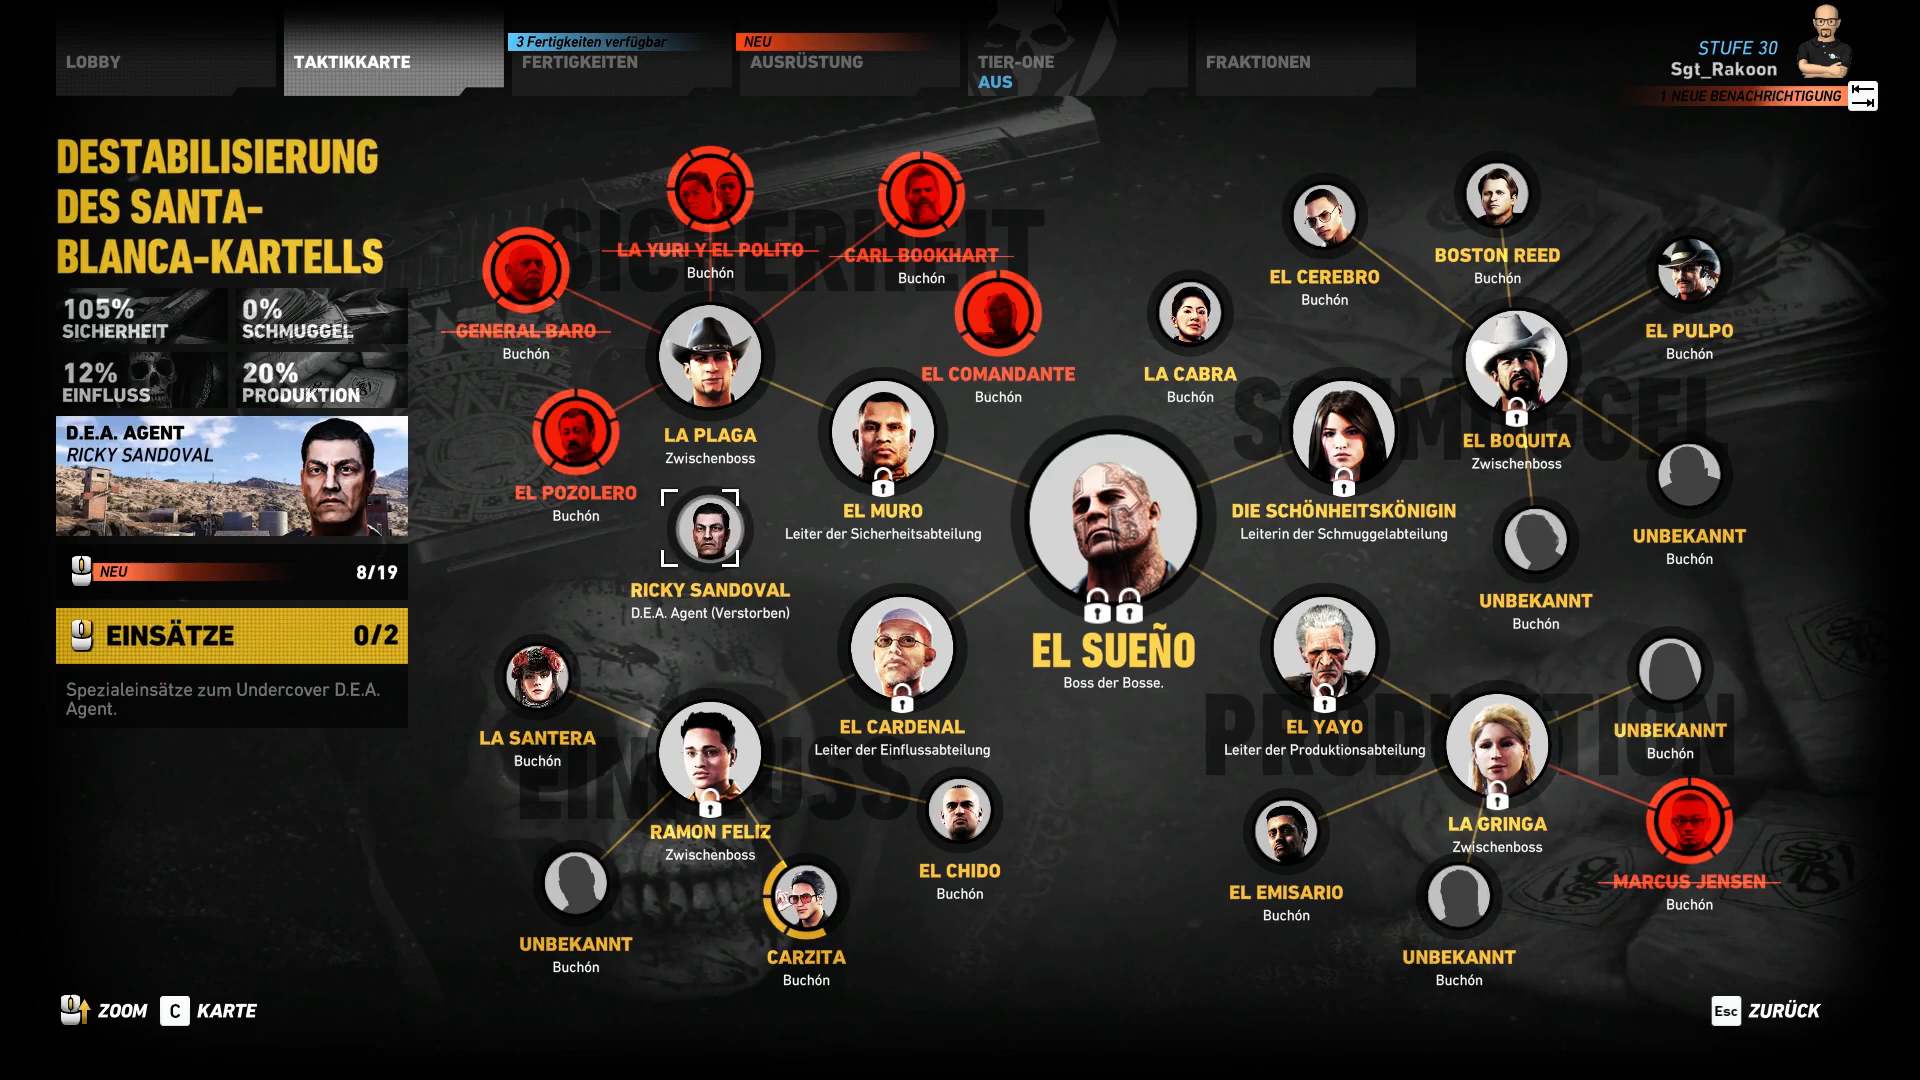 LOBBY
TAKTIKKARTE
3 Fertigkeiten verfügbar
FERTIGKEITEN
NEU
AUSRÜSTUNG
TIER-ONE
AUS
FRAKTIONEN
STUFE 30
Sgt_Rakoon
1 NEUE BENACHRICHTIGUNG
DESTABILISIERUNG
DES SANTA-
BLANCA-KARTELLS
105%
SICHERHEIT
0%
SCHMUGGEL
12%
EINFLUSS
20%
PRODUKTION
D.E.A. AGENT
RICKY SANDOVAL
NEU
8/19
EINSÄTZE
0/2
Spezialeinsätze zum Undercover D.E.A.
Agent.
SICHERHEIT
LA YURI Y EL POLITO
Buchón
CARL BOOKHART
Buchón
GENERAL BARO
Buchón
EL COMANDANTE
Buchón
LA PLAGA
Zwischenboss
EL POZOLERO
Buchón
EL MURO
Leiter der Sicherheitsabteilung
RICKY SANDOVAL
D.E.A. Agent (Verstorben)
SCHMUGGEL
EL CEREBRO
Buchón
BOSTON REED
Buchón
EL PULPO
Buchón
LA CABRA
Buchón
EL BOQUITA
Zwischenboss
DIE SCHÖNHEITSKÖNIGIN
Leiterin der Schmuggelabteilung
UNBEKANNT
Buchón
UNBEKANNT
Buchón
EL SUEÑO
Boss der Bosse.
EINFLUSS
EL CARDENAL
Leiter der Einflussabteilung
LA SANTERA
Buchón
RAMON FELIZ
Zwischenboss
EL CHIDO
Buchón
UNBEKANNT
Buchón
CARZITA
Buchón
PRODUKTION
EL YAYO
Leiter der Produktionsabteilung
UNBEKANNT
Buchón
LA GRINGA
Zwischenboss
EL EMISARIO
Buchón
MARCUS JENSEN
Buchón
UNBEKANNT
Buchón
ZOOM
C KARTE
Esc ZURÜCK